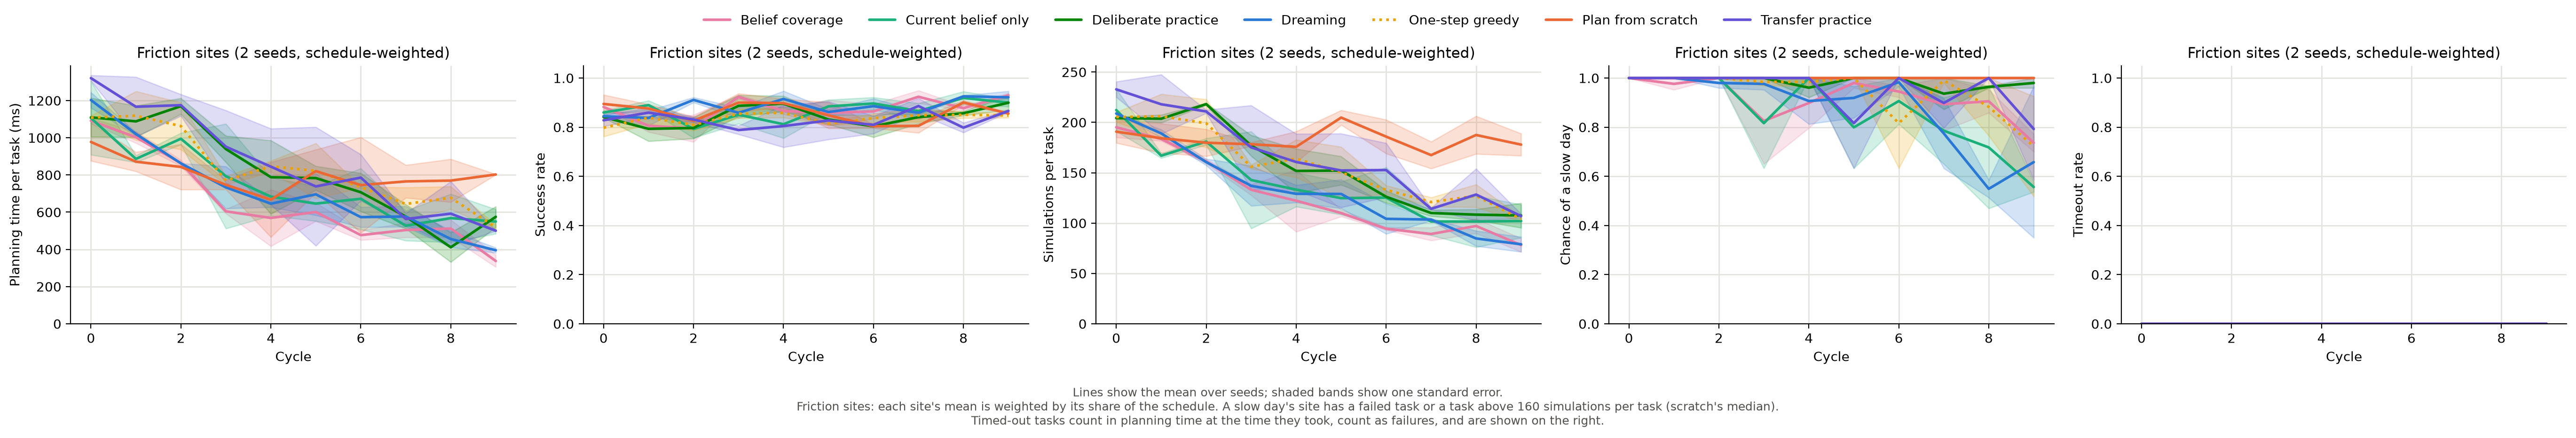 Belief coverage
Current belief only
Deliberate practice
Dreaming
One-step greedy
Plan from scratch
Transfer practice
Friction sites (2 seeds, schedule-weighted)
Planning time per task (ms)
1200
1000
800
600
400
200
0
0 2 4 6 8
Cycle
Friction sites (2 seeds, schedule-weighted)
Success rate
1.0
0.8
0.6
0.4
0.2
0.0
0 2 4 6 8
Cycle
Friction sites (2 seeds, schedule-weighted)
Simulations per task
250
200
150
100
50
0
0 2 4 6 8
Cycle
Friction sites (2 seeds, schedule-weighted)
Chance of a slow day
1.0
0.8
0.6
0.4
0.2
0.0
0 2 4 6 8
Cycle
Friction sites (2 seeds, schedule-weighted)
Timeout rate
1.0
0.8
0.6
0.4
0.2
0.0
0 2 4 6 8
Cycle
Lines show the mean over seeds; shaded bands show one standard error.
Friction sites: each site's mean is weighted by its share of the schedule. A slow day's site has a failed task or a task above 160 simulations per task (scratch's median).
Timed-out tasks count in planning time at the time they took, count as failures, and are shown on the right.